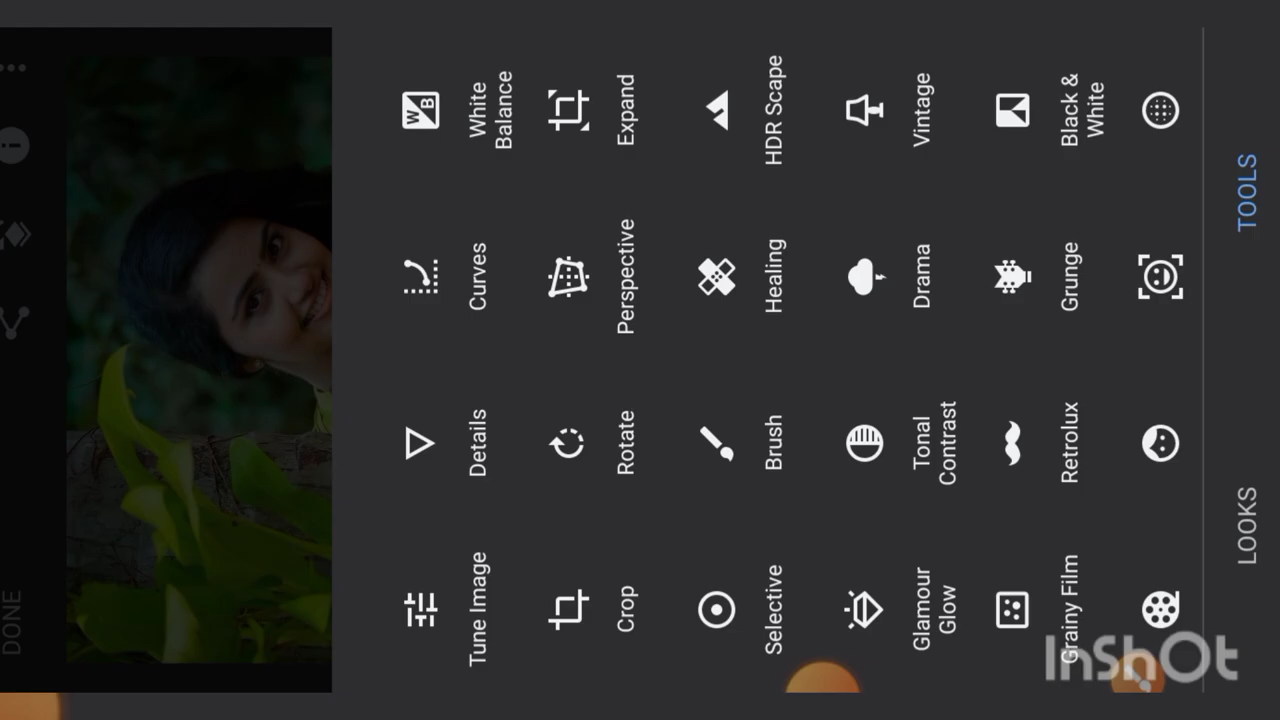 DONE
Tune Image
Details
Curves
White
Balance
Crop
Rotate
Perspective
Expand
Selective
Brush
Healing
HDR Scape
Glamour
Glow
Tonal
Contrast
Drama
Vintage
Grainy Film
Retrolux
Grunge
Black &
White
LOOKS
TOOLS
InShOt